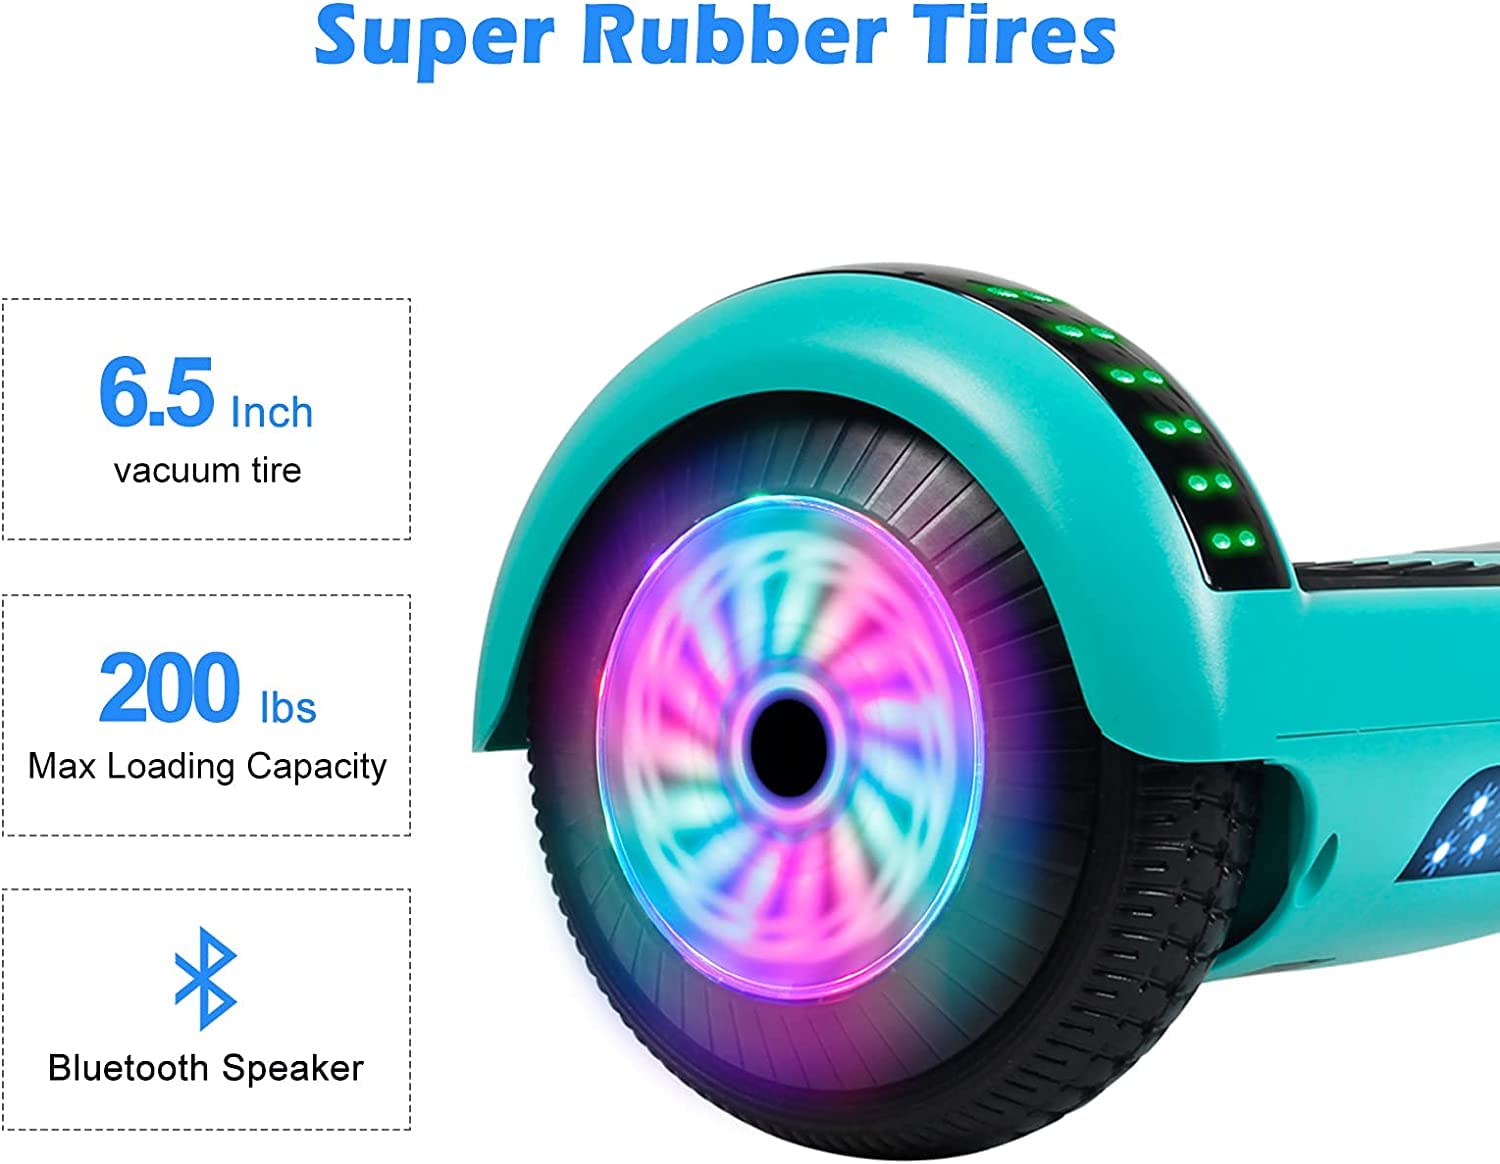 Super Rubber Tires
6.5 Inch
vacuum tire
200 lbs
Max Loading Capacity
Bluetooth Speaker